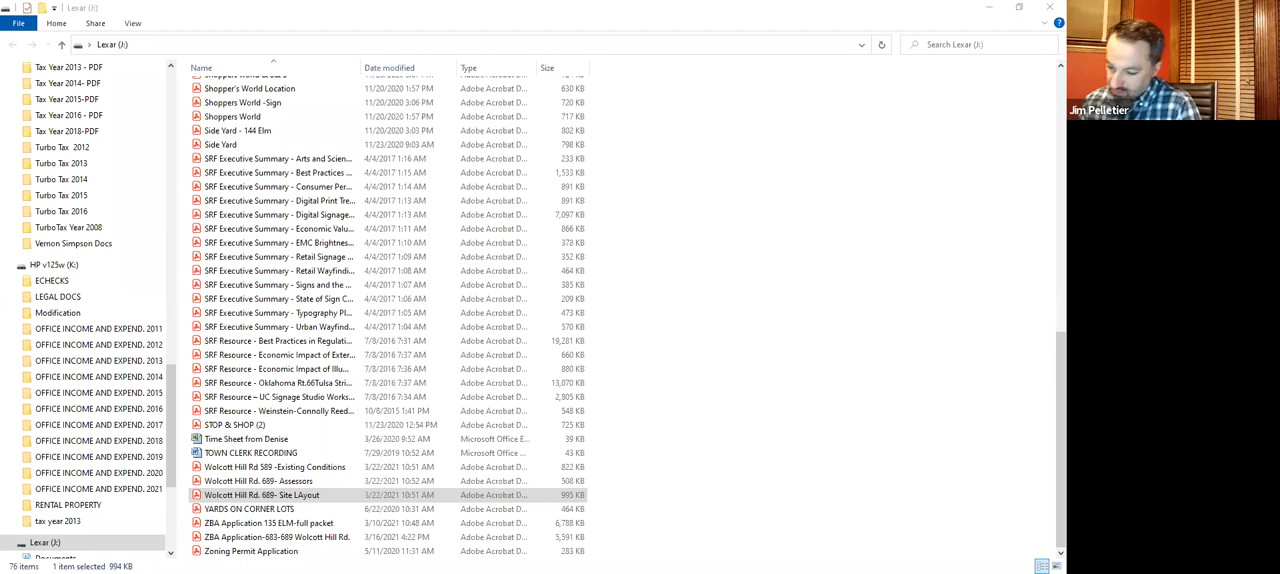 Lexar (J:)
File Home Share View
Lexar (J:)
Search Lexar (J:)
Name Date modified Type Size
Tax Year 2013 - PDF
Tax Year 2014- PDF
Tax Year 2015-PDF
Tax Year 2016 - PDF
Tax Year 2018-PDF
Turbo Tax 2012
Turbo Tax 2013
Turbo Tax 2014
Turbo Tax 2015
Turbo Tax 2016
TurboTax Year 2008
Vernon Simpson Docs
HP v125w (K:)
ECHECKS
LEGAL DOCS
Modification
OFFICE INCOME AND EXPEND. 2011
OFFICE INCOME AND EXPEND. 2012
OFFICE INCOME AND EXPEND. 2013
OFFICE INCOME AND EXPEND. 2014
OFFICE INCOME AND EXPEND. 2015
OFFICE INCOME AND EXPEND. 2016
OFFICE INCOME AND EXPEND. 2017
OFFICE INCOME AND EXPEND. 2018
OFFICE INCOME AND EXPEND. 2019
OFFICE INCOME AND EXPEND. 2020
OFFICE INCOME AND EXPEND. 2021
RENTAL PROPERTY
tax year 2013
Lexar (J:)
Documents
Shopper's World Location 11/20/2020 1:57 PM Adobe Acrobat D... 630 KB
Shoppers World -Sign 11/20/2020 3:06 PM Adobe Acrobat D... 720 KB
Shoppers World 11/20/2020 1:57 PM Adobe Acrobat D... 717 KB
Side Yard - 144 Elm 11/20/2020 3:03 PM Adobe Acrobat D... 802 KB
Side Yard 11/23/2020 9:03 AM Adobe Acrobat D... 798 KB
SRF Executive Summary - Arts and Scien... 4/4/2017 1:16 AM Adobe Acrobat D... 233 KB
SRF Executive Summary - Best Practices ... 4/4/2017 1:15 AM Adobe Acrobat D... 1,533 KB
SRF Executive Summary - Consumer Per... 4/4/2017 1:14 AM Adobe Acrobat D... 891 KB
SRF Executive Summary - Digital Print Tre... 4/4/2017 1:13 AM Adobe Acrobat D... 891 KB
SRF Executive Summary - Digital Signage... 4/4/2017 1:13 AM Adobe Acrobat D... 7,097 KB
SRF Executive Summary - Economic Valu... 4/4/2017 1:11 AM Adobe Acrobat D... 866 KB
SRF Executive Summary - EMC Brightnes... 4/4/2017 1:10 AM Adobe Acrobat D... 378 KB
SRF Executive Summary - Retail Signage ... 4/4/2017 1:09 AM Adobe Acrobat D... 352 KB
SRF Executive Summary - Retail Wayfindi... 4/4/2017 1:08 AM Adobe Acrobat D... 464 KB
SRF Executive Summary - Signs and the ... 4/4/2017 1:07 AM Adobe Acrobat D... 385 KB
SRF Executive Summary - State of Sign C... 4/4/2017 1:06 AM Adobe Acrobat D... 209 KB
SRF Executive Summary - Typography Pl... 4/4/2017 1:05 AM Adobe Acrobat D... 473 KB
SRF Executive Summary - Urban Wayfind... 4/4/2017 1:04 AM Adobe Acrobat D... 570 KB
SRF Resource - Best Practices in Regulati... 7/8/2016 7:31 AM Adobe Acrobat D... 19,281 KB
SRF Resource - Economic Impact of Exter... 7/8/2016 7:33 AM Adobe Acrobat D... 660 KB
SRF Resource - Economic Impact of Illu... 7/8/2016 7:36 AM Adobe Acrobat D... 880 KB
SRF Resource - Oklahoma Rt.66Tulsa Stri... 7/8/2016 7:37 AM Adobe Acrobat D... 13,070 KB
SRF Resource – UC Signage Studio Works... 7/8/2016 7:34 AM Adobe Acrobat D... 2,805 KB
SRF Resource - Weinstein-Connolly Reed... 10/8/2015 1:41 PM Adobe Acrobat D... 548 KB
STOP & SHOP (2) 11/23/2020 12:54 PM Adobe Acrobat D... 725 KB
Time Sheet from Denise 3/26/2020 9:52 AM Microsoft Office E... 39 KB
TOWN CLERK RECORDING 7/29/2019 10:52 AM Microsoft Office ... 43 KB
Wolcott Hill Rd 589 -Existing Conditions 3/22/2021 10:51 AM Adobe Acrobat D... 822 KB
Wolcott Hill Rd. 689- Assessors 3/22/2021 10:52 AM Adobe Acrobat D... 508 KB
Wolcott Hill Rd. 689- Site LAyout 3/22/2021 10:51 AM Adobe Acrobat D... 995 KB
YARDS ON CORNER LOTS 6/22/2020 10:31 AM Adobe Acrobat D... 464 KB
ZBA Application 135 ELM-full packet 3/10/2021 10:48 AM Adobe Acrobat D... 6,788 KB
ZBA Application-683-689 Wolcott Hill Rd. 3/16/2021 4:22 PM Adobe Acrobat D... 5,591 KB
Zoning Permit Application 5/11/2020 11:31 AM Adobe Acrobat D... 283 KB
76 items 1 item selected 994 KB
Jim Pelletier